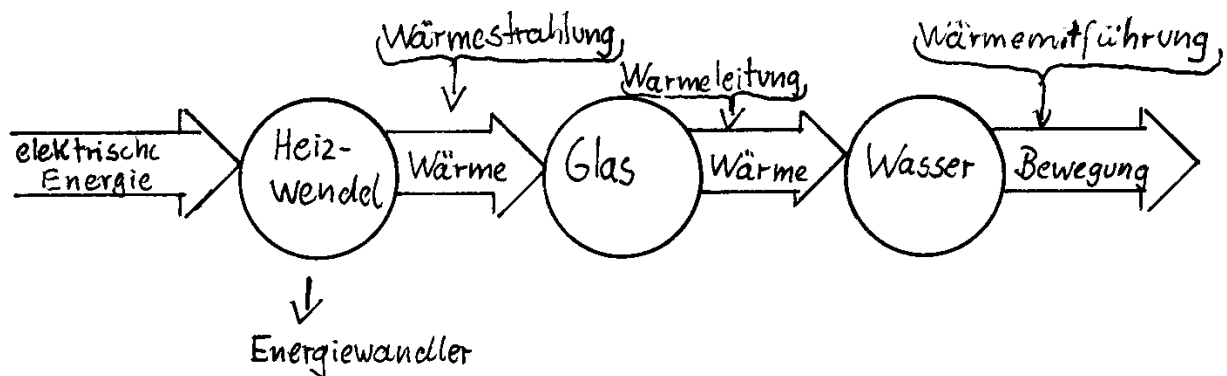 Wärmestrahlung
Wärmemitführung
Warmeleitung
elektrische
Energie
Heiz-
wendel
Wärme
Glas
Wärme
Wasser
Bewegung
Energiewandler